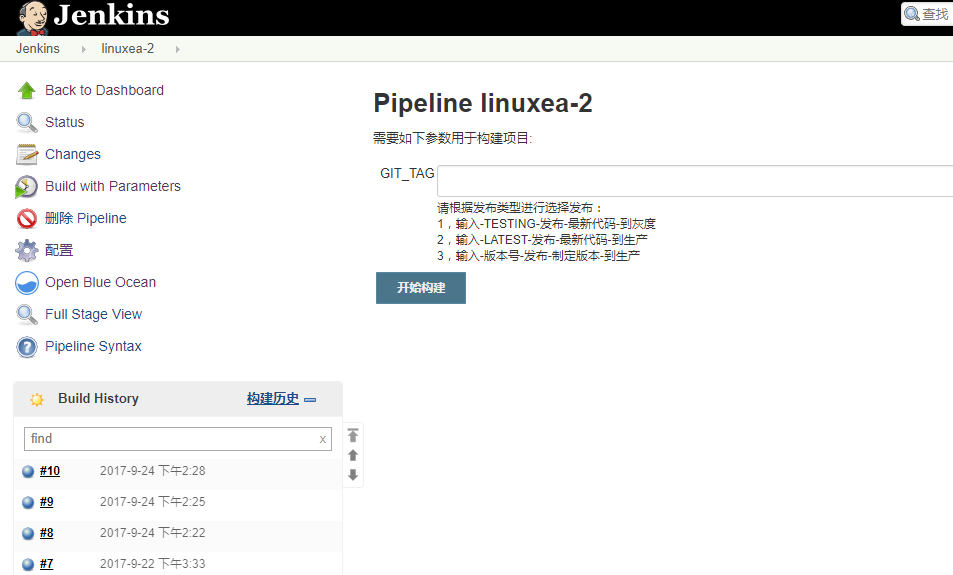 Jenkins
查找
Jenkins linuxea-2
Back to Dashboard
Status
Changes
Build with Parameters
删除 Pipeline
配置
Open Blue Ocean
Full Stage View
Pipeline Syntax
Build History 构建历史
find x
#10 2017-9-24 下午2:28
#9 2017-9-24 下午2:25
#8 2017-9-24 下午2:22
#7 2017-9-22 下午3:33
Pipeline linuxea-2
需要如下参数用于构建项目:
GIT_TAG
请根据发布类型进行选择发布：
1，输入-TESTING-发布-最新代码-到灰度
2，输入-LATEST-发布-最新代码-到生产
3，输入-版本号-发布-制定版本-到生产
开始构建